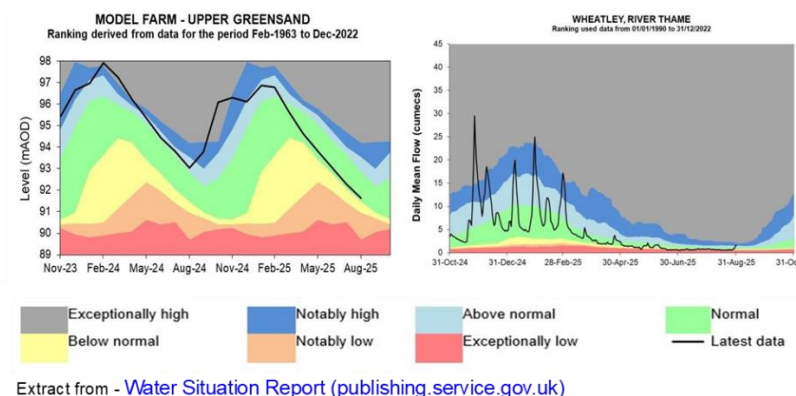 MODEL FARM - UPPER GREENSAND
Ranking derived from data for the period Feb-1963 to Dec-2022
Level (mAOD)
98
97
96
95
94
93
92
91
90
89
Nov-23 Feb-24 May-24 Aug-24 Nov-24 Feb-25 May-25 Aug-25
WHEATLEY, RIVER THAME
Ranking used data from 01/01/1990 to 31/12/2022
Daily Mean Flow (cumecs)
45
40
35
30
25
20
15
10
5
0
31-Oct-24 31-Dec-24 28-Feb-25 30-Apr-25 30-Jun-25 31-Aug-25 31-O
Exceptionally high Notably high Above normal Normal
Below normal Notably low Exceptionally low Latest data
Extract from - Water Situation Report (publishing.service.gov.uk)